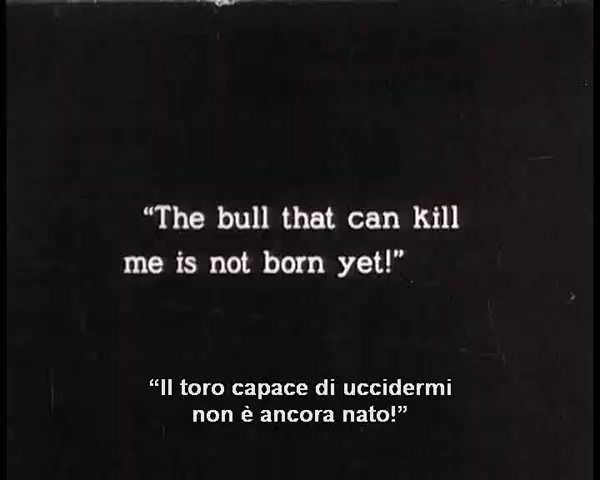 “The bull that can kill
me is not born yet!”
“Il toro capace di uccidermi
non è ancora nato!”